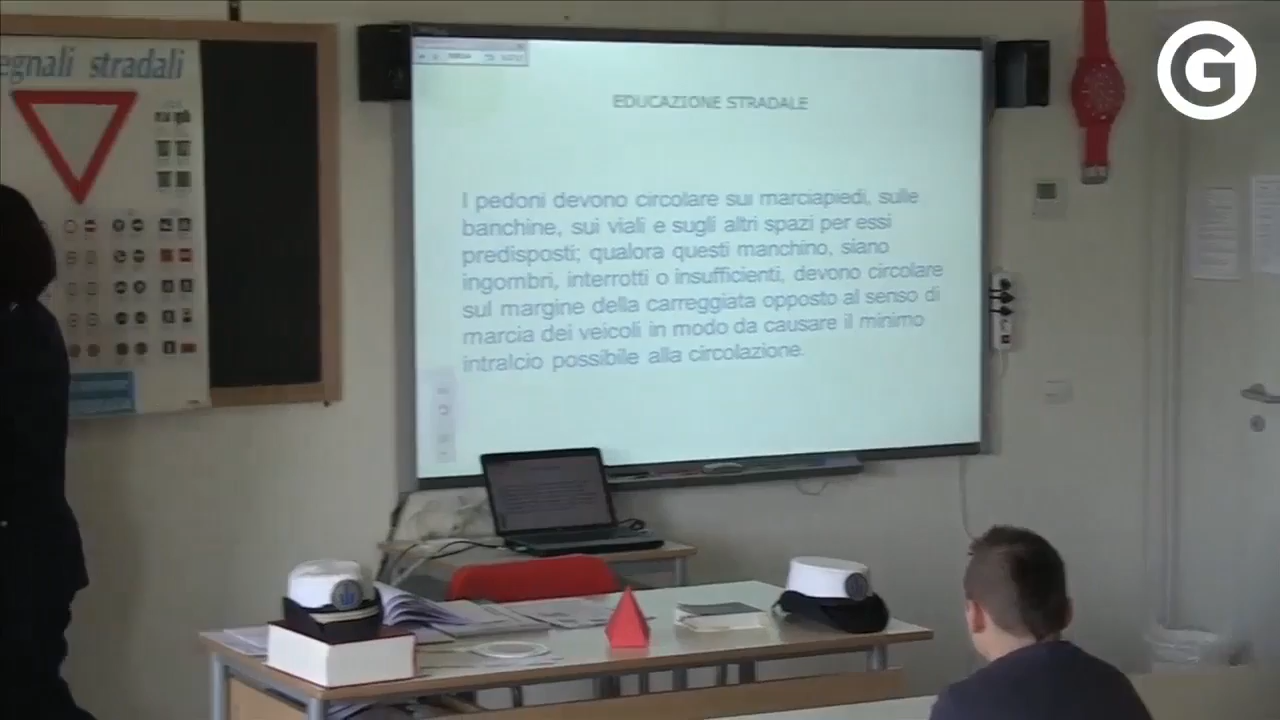 egnali stradali
EDUCAZIONE STRADALE
I pedoni devono circolare sui marciapiedi, sulle
banchine, sui viali e sugli altri spazi per essi
predisposti; qualora questi manchino, siano
ingombri, interrotti o insufficienti, devono circolare
sul margine della carreggiata opposto al senso di
marcia dei veicoli in modo da causare il minimo
intralcio possibile alla circolazione.
G